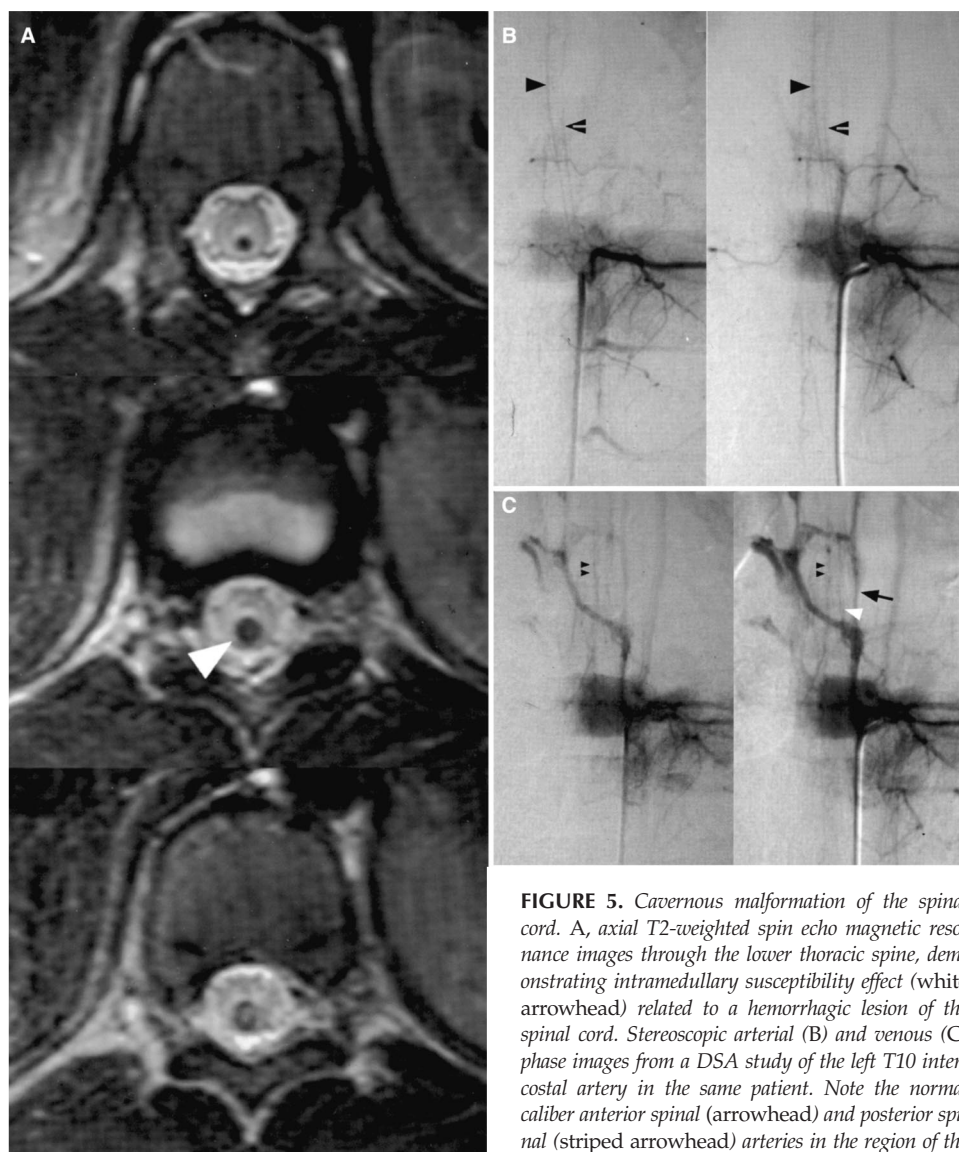 A
B
C
FIGURE 5. Cavernous malformation of the spinal
cord. A, axial T2-weighted spin echo magnetic reso-
nance images through the lower thoracic spine, dem-
onstrating intramedullary susceptibility effect (white
arrowhead) related to a hemorrhagic lesion of th
spinal cord. Stereoscopic arterial (B) and venous (C
phase images from a DSA study of the left T10 inter
costal artery in the same patient. Note the norma
caliber anterior spinal (arrowhead) and posterior spi
nal (striped arrowhead) arteries in the region of th